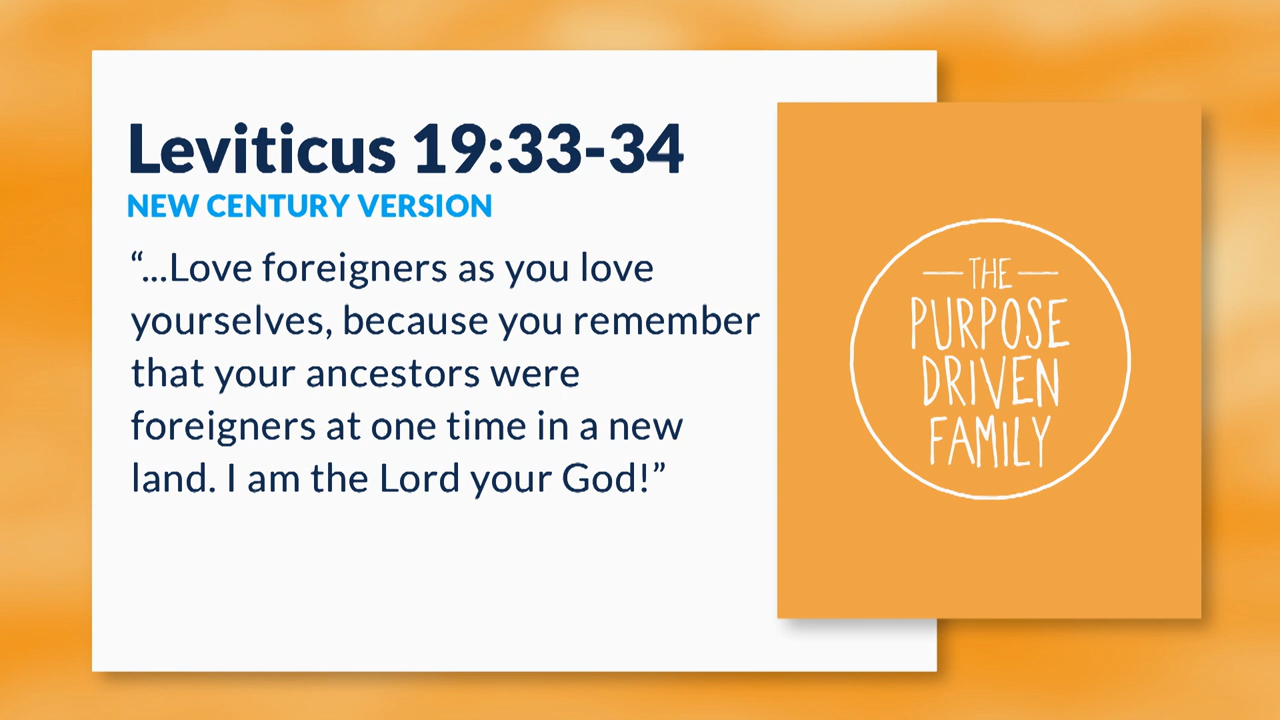 Leviticus 19:33-34
NEW CENTURY VERSION
“...Love foreigners as you love
yourselves, because you remember
that your ancestors were
foreigners at one time in a new
land. I am the Lord your God!”
THE
PURPOSE
DRIVEN
FAMILY